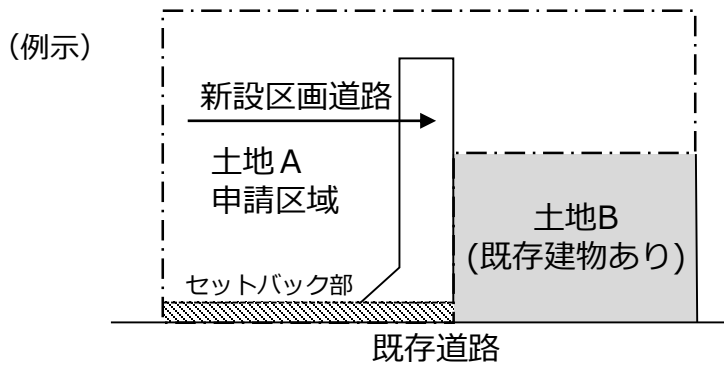 （例示）
新設区画道路
土地Ａ
申請区域
土地B
(既存建物あり)
セットバック部
既存道路